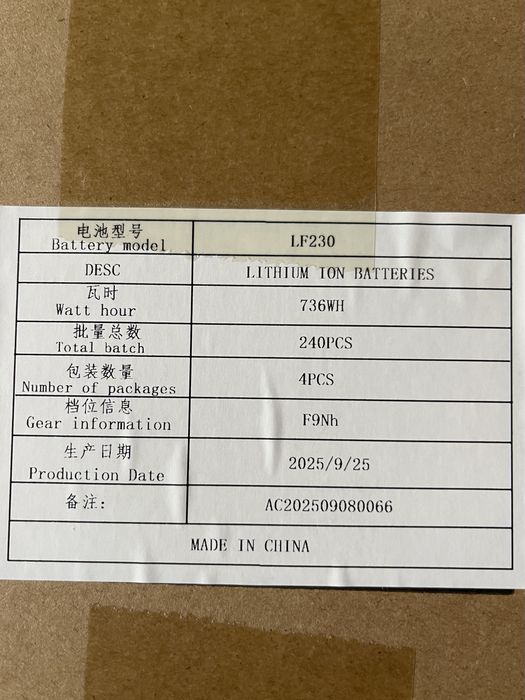 电池型号
Battery model
LF230
DESC
LITHIUM ION BATTERIES
瓦时
Watt hour
736WH
批量总数
Total batch
240PCS
包装数量
Number of packages
4PCS
档位信息
Gear information
F9Nh
生产日期
Production Date
2025/9/25
备注:
AC202509080066
MADE IN CHINA